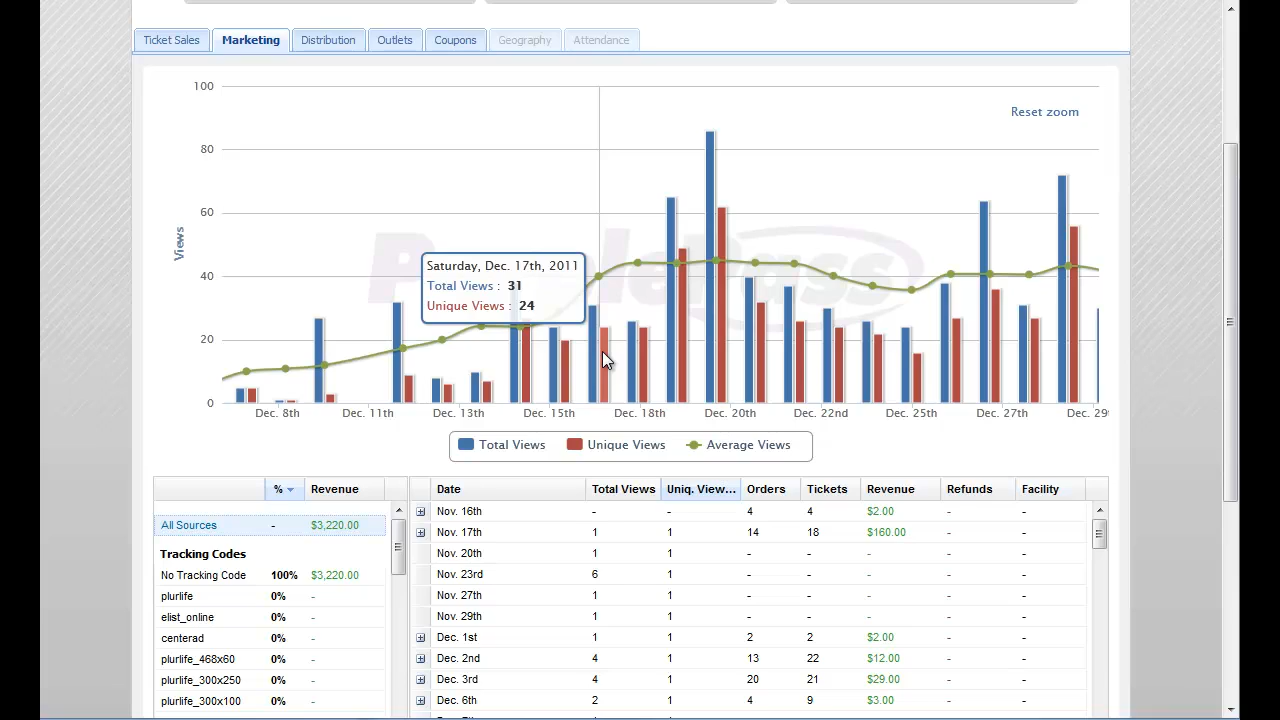 Ticket Sales Marketing Distribution Outlets Coupons Geography Attendance
100
Reset zoom
80
60
Views
Saturday, Dec. 17th, 2011
Total Views : 31
Unique Views : 24
40
20
0
Dec. 8th Dec. 11th Dec. 13th Dec. 15th Dec. 18th Dec. 20th Dec. 22nd Dec. 25th Dec. 27th Dec. 29t
Total Views Unique Views Average Views
% Revenue
All Sources - $3,220.00
Tracking Codes
No Tracking Code 100% $3,220.00
plurlife 0% -
elist_online 0% -
centerad 0% -
plurlife_468x60 0% -
plurlife_300x250 0% -
plurlife_300x100 0% -
Date Total Views Uniq. View... Orders Tickets Revenue Refunds Facility
Nov. 16th - - 4 4 $2.00 - -
Nov. 17th 1 1 14 18 $160.00 - -
Nov. 20th 1 1 - - - - -
Nov. 23rd 6 1 - - - - -
Nov. 27th 1 1 - - - - -
Nov. 29th 1 1 - - - - -
Dec. 1st 1 1 2 2 $2.00 - -
Dec. 2nd 4 1 13 22 $12.00 - -
Dec. 3rd 4 1 20 21 $29.00 - -
Dec. 6th 2 1 4 9 $3.00 - -